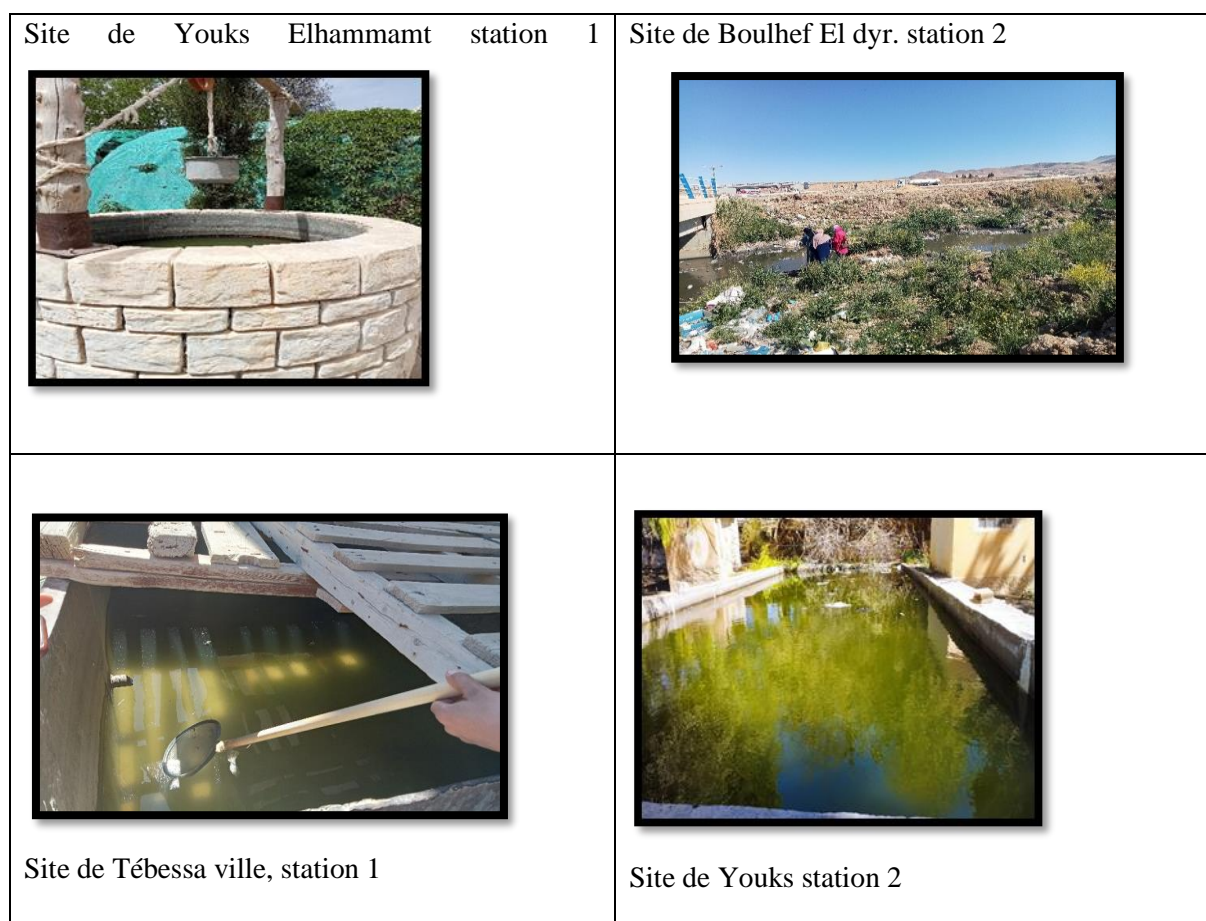 Site de Youks Elhammamt station 1
Site de Boulhef El dyr. station 2
Site de Tébessa ville, station 1
Site de Youks station 2